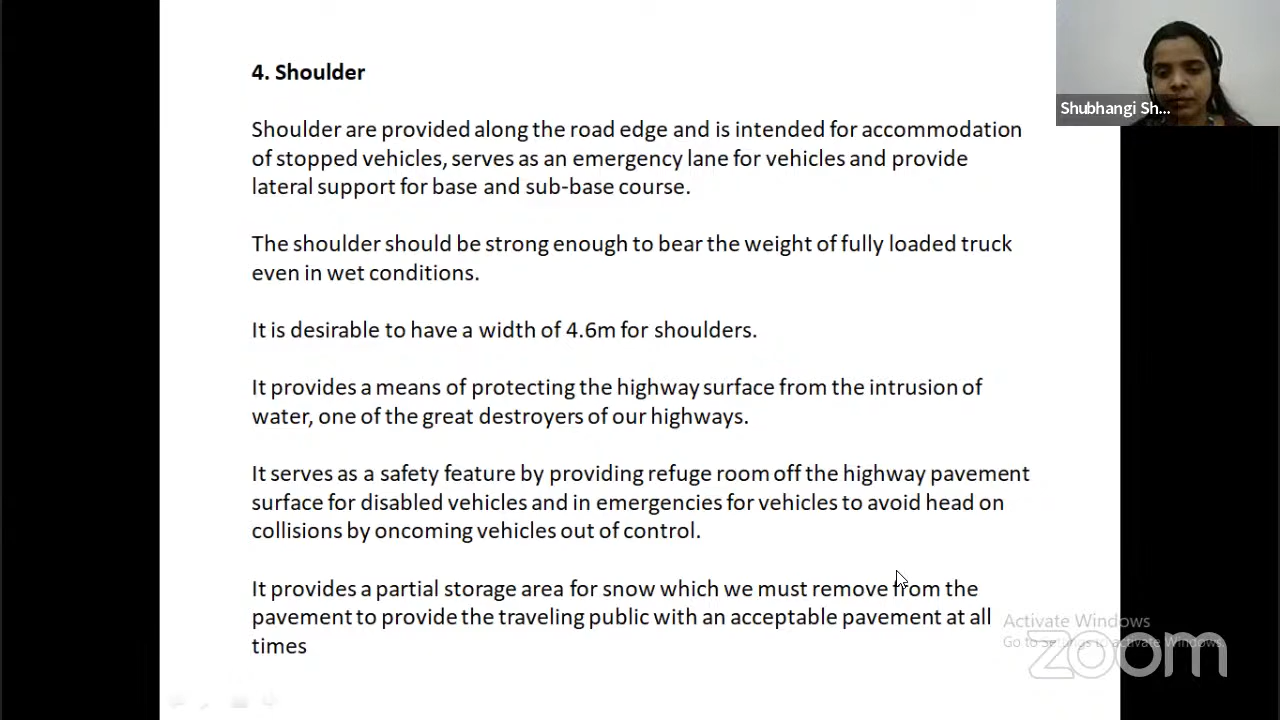 4. Shoulder
Shubhangi Sh...
Shoulder are provided along the road edge and is intended for accommodation
of stopped vehicles, serves as an emergency lane for vehicles and provide
lateral support for base and sub-base course.
The shoulder should be strong enough to bear the weight of fully loaded truck
even in wet conditions.
It is desirable to have a width of 4.6m for shoulders.
It provides a means of protecting the highway surface from the intrusion of
water, one of the great destroyers of our highways.
It serves as a safety feature by providing refuge room off the highway pavement
surface for disabled vehicles and in emergencies for vehicles to avoid head on
collisions by oncoming vehicles out of control.
It provides a partial storage area for snow which we must remove from the
pavement to provide the traveling public with an acceptable pavement at all
times
Activate Windows
Go to Settings to activate Windows.
zoom